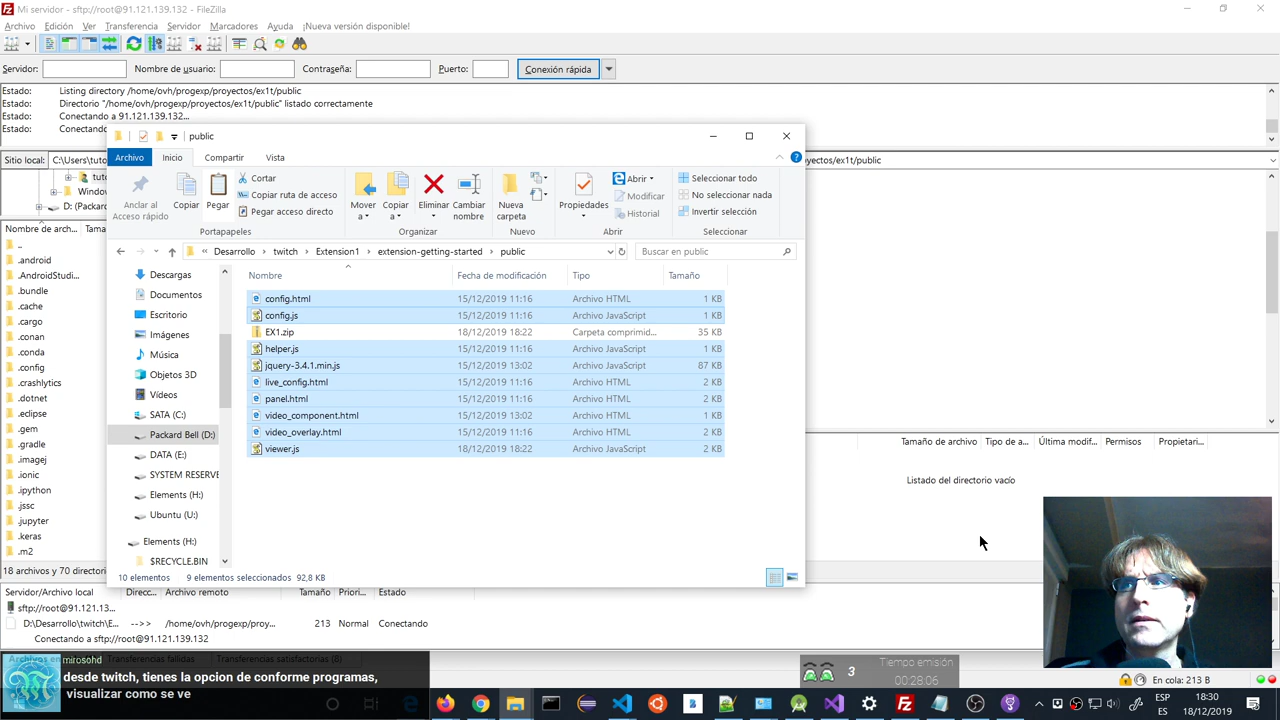 Mi servidor - sftp://root@91.121.139.132 - FileZilla
Archivo Edición Ver Transferencia Servidor Marcadores Ayuda ¡Nueva versión disponible!
Servidor: Nombre de usuario: Contraseña: Puerto: Conexión rápida
Estado: Listing directory /home/ovh/progexp/proyectos/ex1t/public
Estado: Directorio "/home/ovh/progexp/proyectos/ex1t/public" listado correctamente
Estado: Conectando a 91.121.139.132...
Estado:
public
Sitio local: C:\Users\tuto
oyectos/ex1t/public
Archivo Inicio Compartir Vista
Anclar al Acceso rápido
Copiar
Pegar
Cortar
Copiar ruta de acceso
Pegar acceso directo
Portapapeles
Mover a
Copiar a
Eliminar
Cambiar nombre
Organizar
Nueva carpeta
Nuevo
Propiedades
Abrir
Modificar
Historial
Abrir
Seleccionar todo
No seleccionar nada
Invertir selección
Seleccionar
« Desarrollo > twitch > Extension1 > extension-getting-started > public
Buscar en public
tuto
Window
D: (Packar
Nombre de arch... Tama
..
.android
.AndroidStudi...
.bundle
.cache
.cargo
.conan
.conda
.config
.crashlytics
.dotnet
.eclipse
.gem
.gradle
.imagej
.ionic
.ipython
.jssc
.jupyter
.keras
.m2
18 archivos y 70 directori
Descargas
Documentos
Escritorio
Imágenes
Música
Objetos 3D
Vídeos
SATA (C:)
Packard Bell (D:)
DATA (E:)
SYSTEM RESERVE
Elements (H:)
Ubuntu (U:)
Elements (H:)
$RECYCLE.BIN
Nombre Fecha de modificación Tipo Tamaño
config.html 15/12/2019 11:16 Archivo HTML 1 KB
config.js 15/12/2019 11:16 Archivo JavaScript 1 KB
EX1.zip 18/12/2019 18:22 Carpeta comprimid... 35 KB
helper.js 15/12/2019 11:16 Archivo JavaScript 1 KB
jquery-3.4.1.min.js 15/12/2019 13:02 Archivo JavaScript 87 KB
live_config.html 15/12/2019 11:16 Archivo HTML 2 KB
panel.html 15/12/2019 11:16 Archivo HTML 2 KB
video_component.html 15/12/2019 13:02 Archivo HTML 1 KB
video_overlay.html 15/12/2019 11:16 Archivo HTML 2 KB
viewer.js 18/12/2019 18:22 Archivo JavaScript 2 KB
10 elementos 9 elementos seleccionados 92,8 KB
Tamaño de archivo Tipo de a... Última modif... Permisos Propietari...
Listado del directorio vacío
Servidor/Archivo local Direcc... Archivo remoto Tamaño Priori... Estado
sftp://root@91.121.13...
D:\Desarrollo\twitch\E... -->> /home/ovh/progexp/proy... 213 Normal Conectando
Conectando a sftp://root@91.121.139.132
Transferencias fallidas Transferencias satisfactorias (8)
mirosohd
desde twitch, tienes la opcion de conforme programas,
visualizar como se ve
3
Tiempo emisión
00:28:06
En cola: 213 B
ESP
ES
18:30
18/12/2019